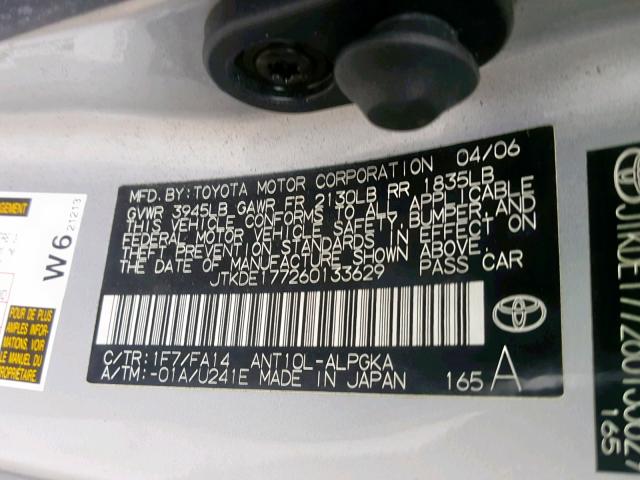 MFD. BY: TOYOTA MOTOR CORPORATION 04/06
GVWR 3945LB GAWR FR 2130LB RR 1835LB
THIS VEHICLE CONFORMS TO ALL APPLICABLE
FEDERAL MOTOR VEHICLE SAFETY, BUMPER, AND
THEFT PREVENTION STANDARDS IN EFFECT ON
THE DATE OF MANUFACTURE SHOWN ABOVE.
JTKDE177260133629 PASS CAR
C/TR:1F7/FA14 ANT10L-ALPGKA
A/TM:-01A/U241E MADE IN JAPAN 165 A
W6 21213
165